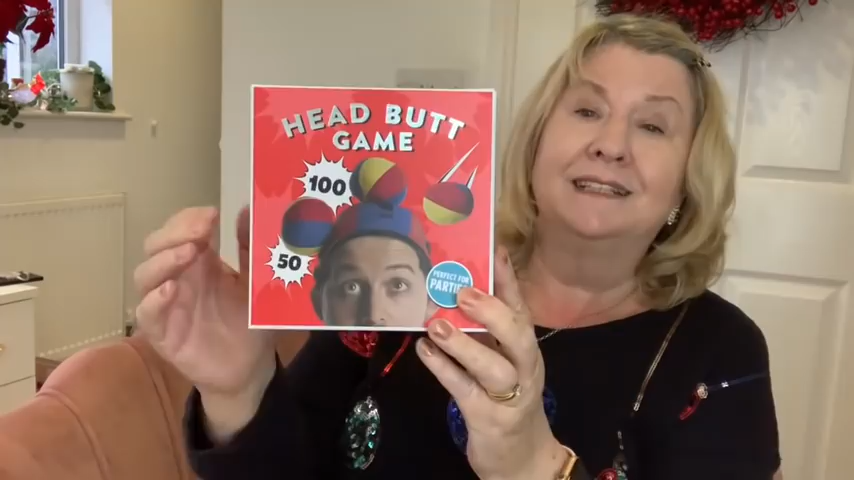 HEAD BUTT
GAME
100
50
PERFECT FOR
PARTIES